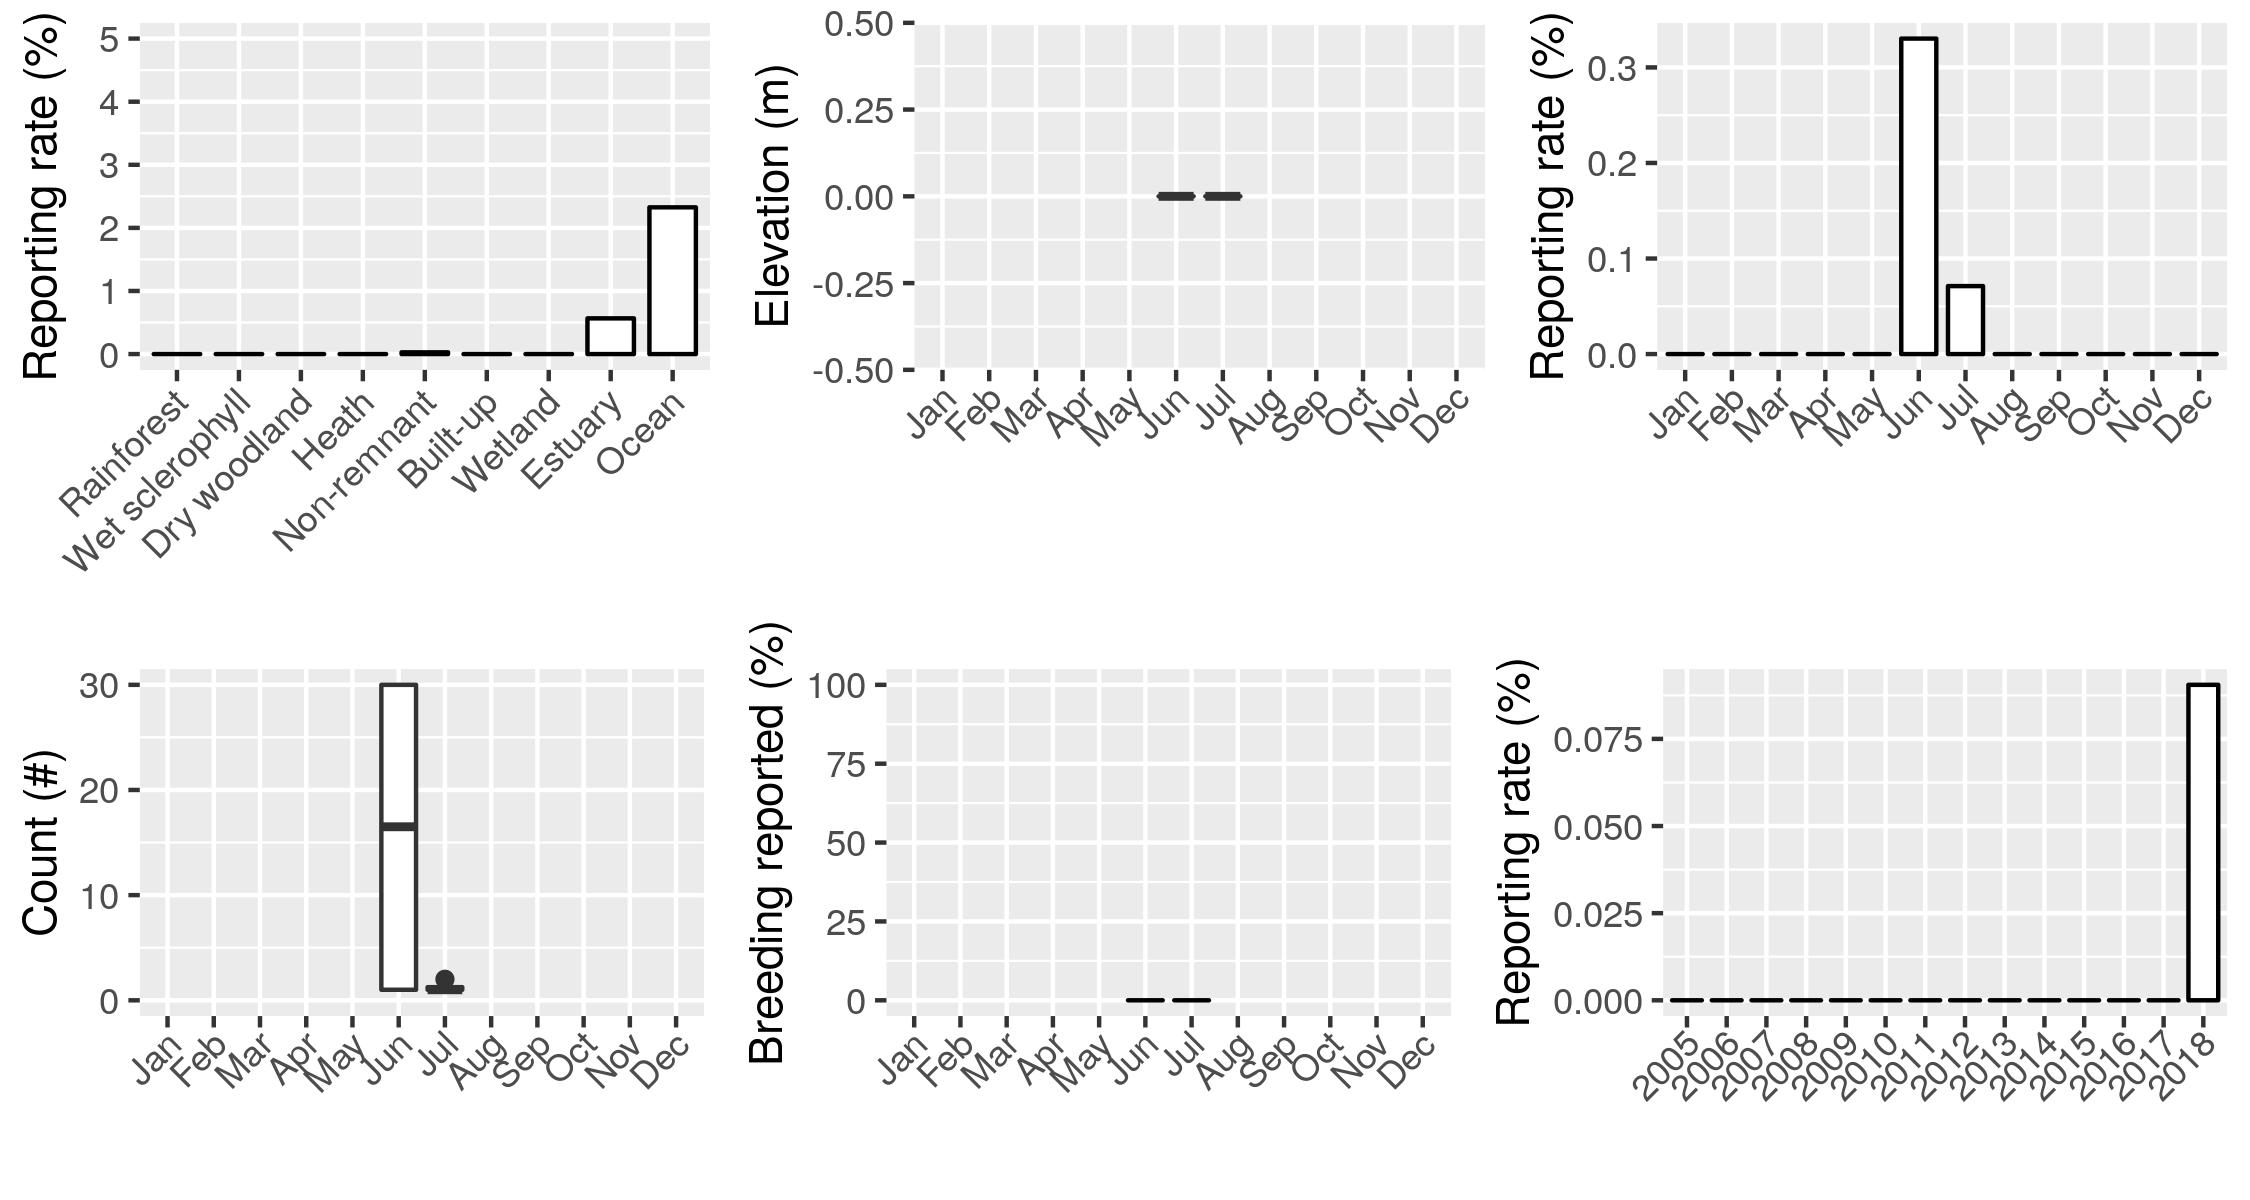 Reporting rate (%)
5
4
3
2
1
0
Rainforest
Wet sclerophyll
Dry woodland
Heath
Non-remnant
Built-up
Wetland
Estuary
Ocean
Elevation (m)
0.50
0.25
0.00
-0.25
-0.50
Jan
Feb
Mar
Apr
May
Jun
Jul
Aug
Sep
Oct
Nov
Dec
Reporting rate (%)
0.3
0.2
0.1
0.0
Jan
Feb
Mar
Apr
May
Jun
Jul
Aug
Sep
Oct
Nov
Dec
Count (#)
30
20
10
0
Jan
Feb
Mar
Apr
May
Jun
Jul
Aug
Sep
Oct
Nov
Dec
Breeding reported (%)
100
75
50
25
0
Jan
Feb
Mar
Apr
May
Jun
Jul
Aug
Sep
Oct
Nov
Dec
Reporting rate (%)
0.075
0.050
0.025
0.000
2005
2006
2007
2008
2009
2010
2011
2012
2013
2014
2015
2016
2017
2018